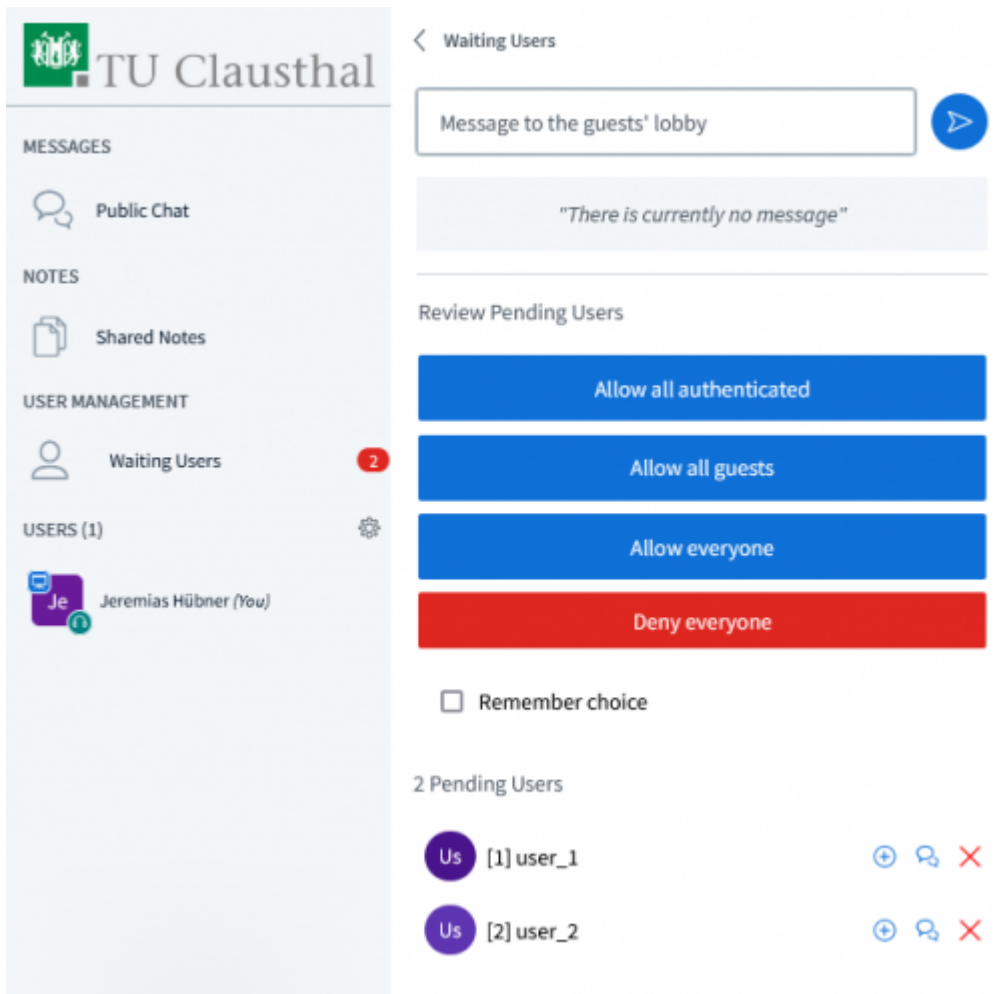 TU Clausthal
MESSAGES
Public Chat
NOTES
Shared Notes
USER MANAGEMENT
Waiting Users 2
USERS (1)
Je Jeremias Hübner (You)
Waiting Users
Message to the guests' lobby
"There is currently no message"
Review Pending Users
Allow all authenticated
Allow all guests
Allow everyone
Deny everyone
Remember choice
2 Pending Users
Us [1] user_1
Us [2] user_2